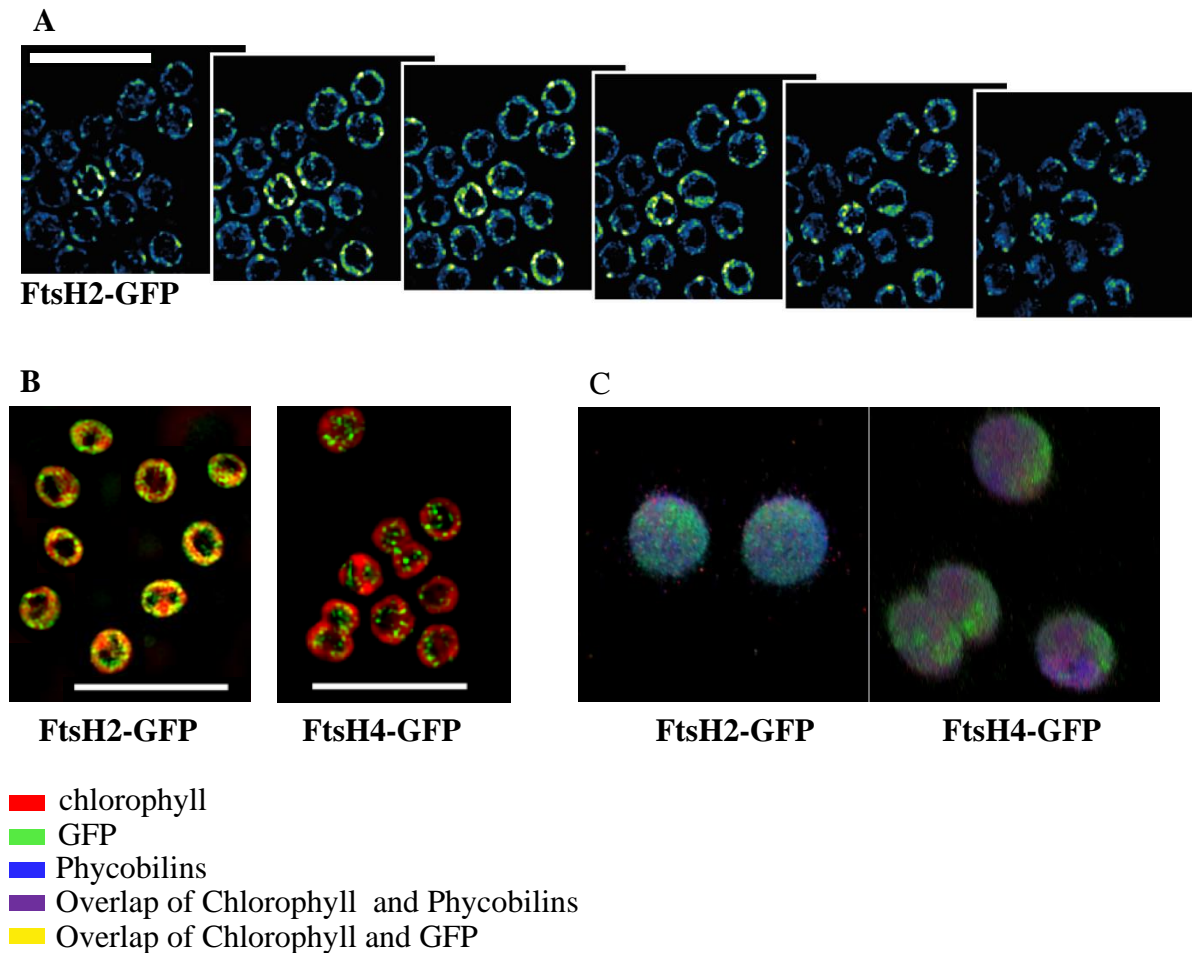 A
FtsH2-GFP
B
C
FtsH2-GFP
FtsH4-GFP
FtsH2-GFP
FtsH4-GFP
chlorophyll
GFP
Phycobilins
Overlap of Chlorophyll and Phycobilins
Overlap of Chlorophyll and GFP